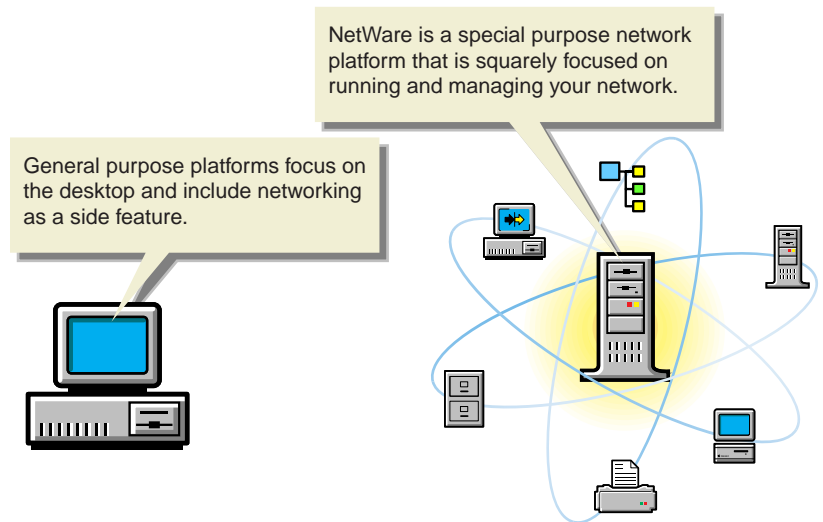 NetWare is a special purpose network
platform that is squarely focused on
running and managing your network.
General purpose platforms focus on
the desktop and include networking
as a side feature.